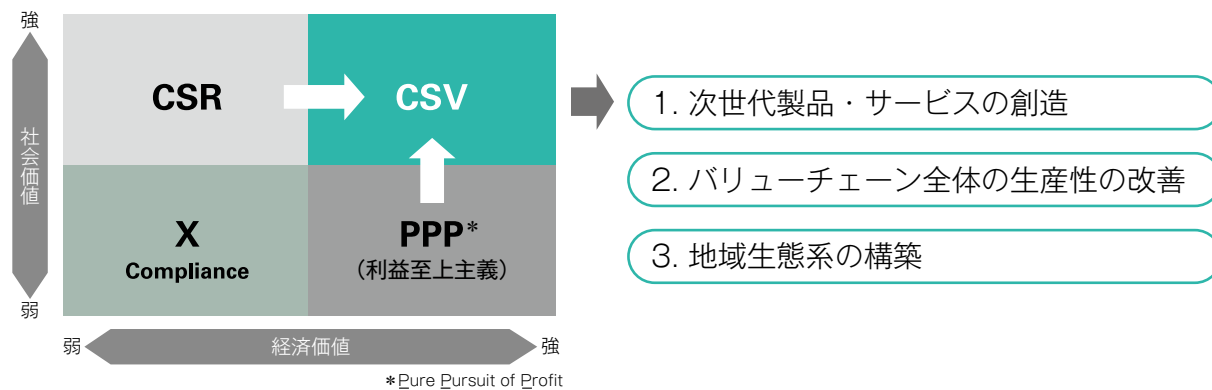 強
CSR
CSV
社会価値
X
Compliance
PPP*
(利益至上主義)
弱
弱
経済価値
強
*Pure Pursuit of Profit
1. 次世代製品・サービスの創造
2. バリューチェーン全体の生産性の改善
3. 地域生態系の構築